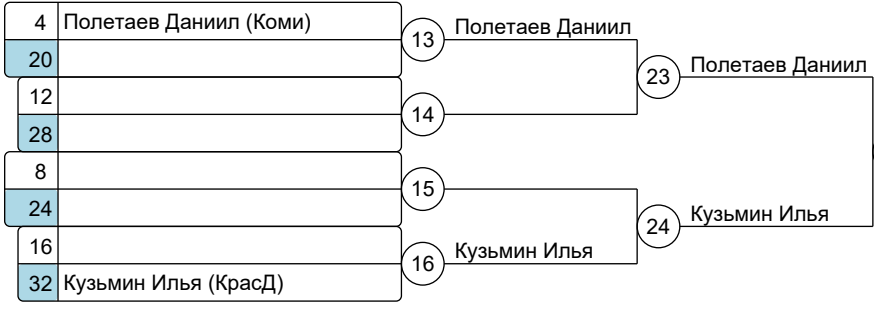 4 Полетаев Даниил (Коми)
20
13 Полетаев Даниил
12
28
14
23 Полетаев Даниил
8
24
15
16
32 Кузьмин Илья (КрасД)
16 Кузьмин Илья
24 Кузьмин Илья